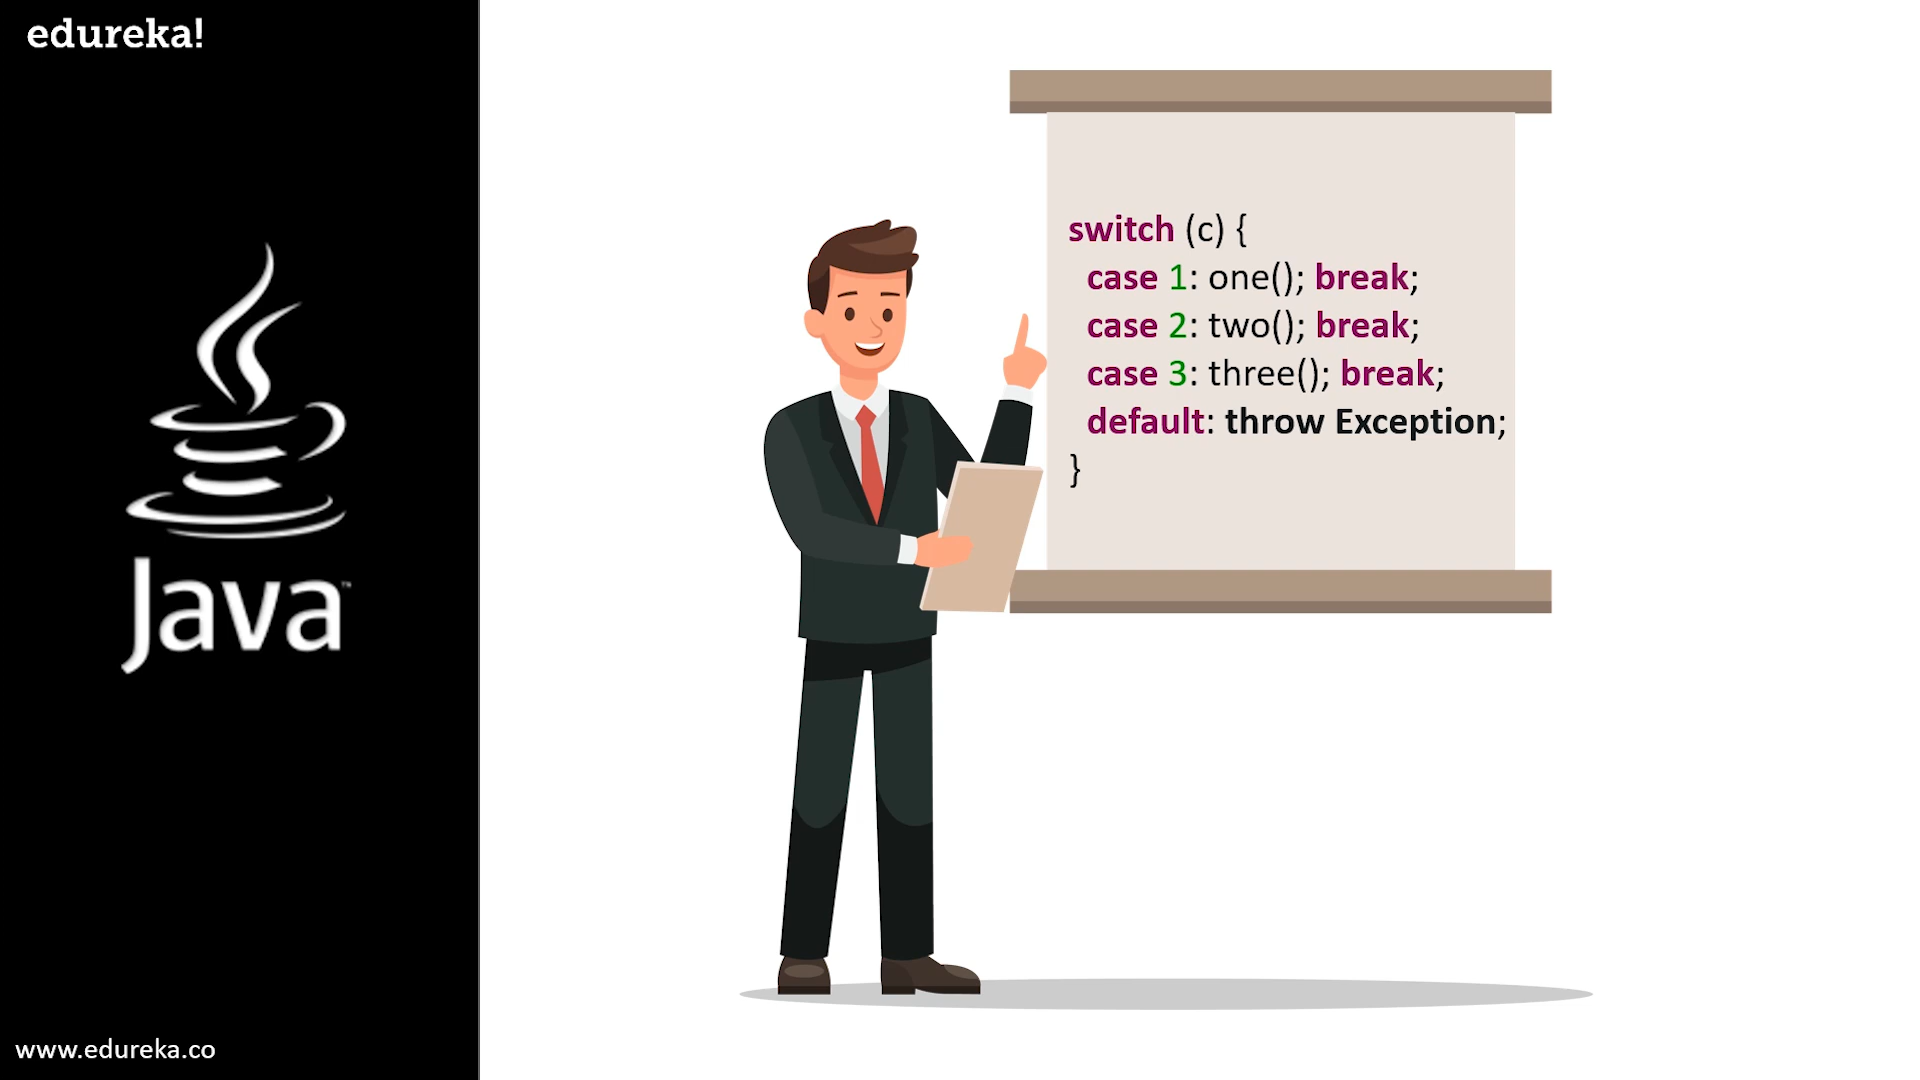 edureka!
Java™
www.edureka.co
switch (c) {
case 1: one(); break;
case 2: two(); break;
case 3: three(); break;
default: throw Exception;
}